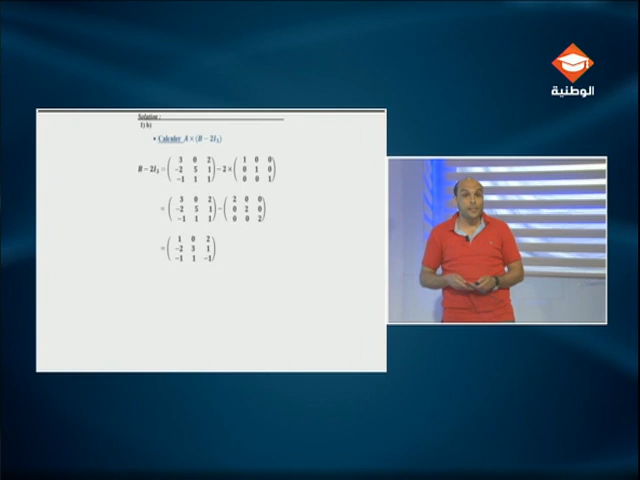 الوطنية
Solution :
1) b)
• Calculer A × (B − 2I₃)
B − 2I₃ = ( 3 0 2 ; −2 5 1 ; −1 1 1 ) − 2 × ( 1 0 0 ; 0 1 0 ; 0 0 1 )
= ( 3 0 2 ; −2 5 1 ; −1 1 1 ) − ( 2 0 0 ; 0 2 0 ; 0 0 2 )
= ( 1 0 2 ; −2 3 1 ; −1 1 −1 )